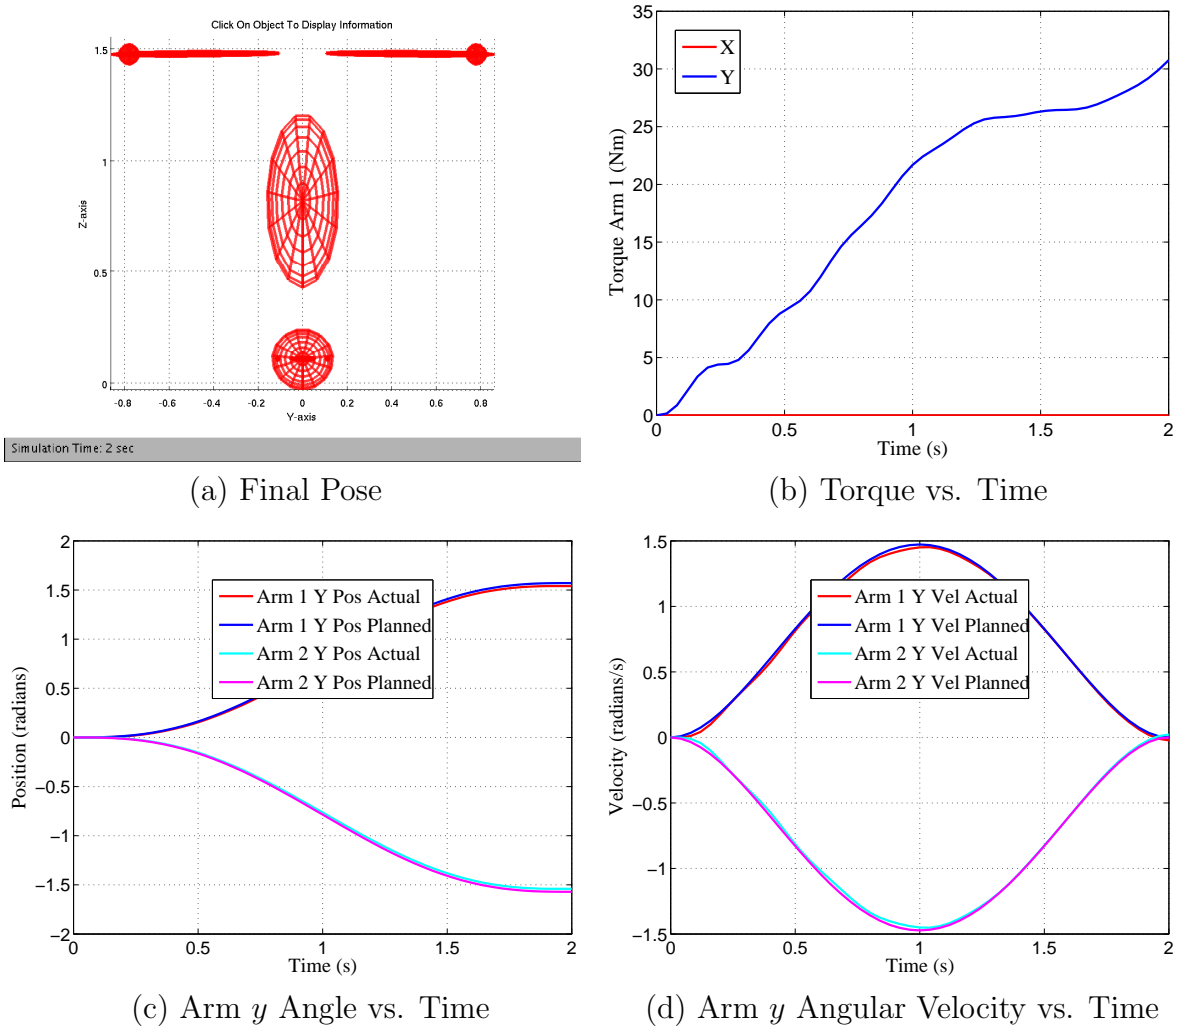 Click On Object To Display Information
1.5
1
0.5
0
Z-axis
-0.8 -0.6 -0.4 -0.2 0 0.2 0.4 0.6 0.8
Y-axis
Simulation Time: 2 sec
(a) Final Pose
35
30
25
20
15
10
5
0
Torque Arm 1 (Nm)
X
Y
0 0.5 1 1.5 2
Time (s)
(b) Torque vs. Time
2
1.5
1
0.5
0
−0.5
−1
−1.5
−2
Position (radians)
Arm 1 Y Pos Actual
Arm 1 Y Pos Planned
Arm 2 Y Pos Actual
Arm 2 Y Pos Planned
0 0.5 1 1.5 2
Time (s)
(c) Arm y Angle vs. Time
1.5
1
0.5
0
−0.5
−1
−1.5
Velocity (radians/s)
Arm 1 Y Vel Actual
Arm 1 Y Vel Planned
Arm 2 Y Vel Actual
Arm 2 Y Vel Planned
0 0.5 1 1.5 2
Time (s)
(d) Arm y Angular Velocity vs. Time